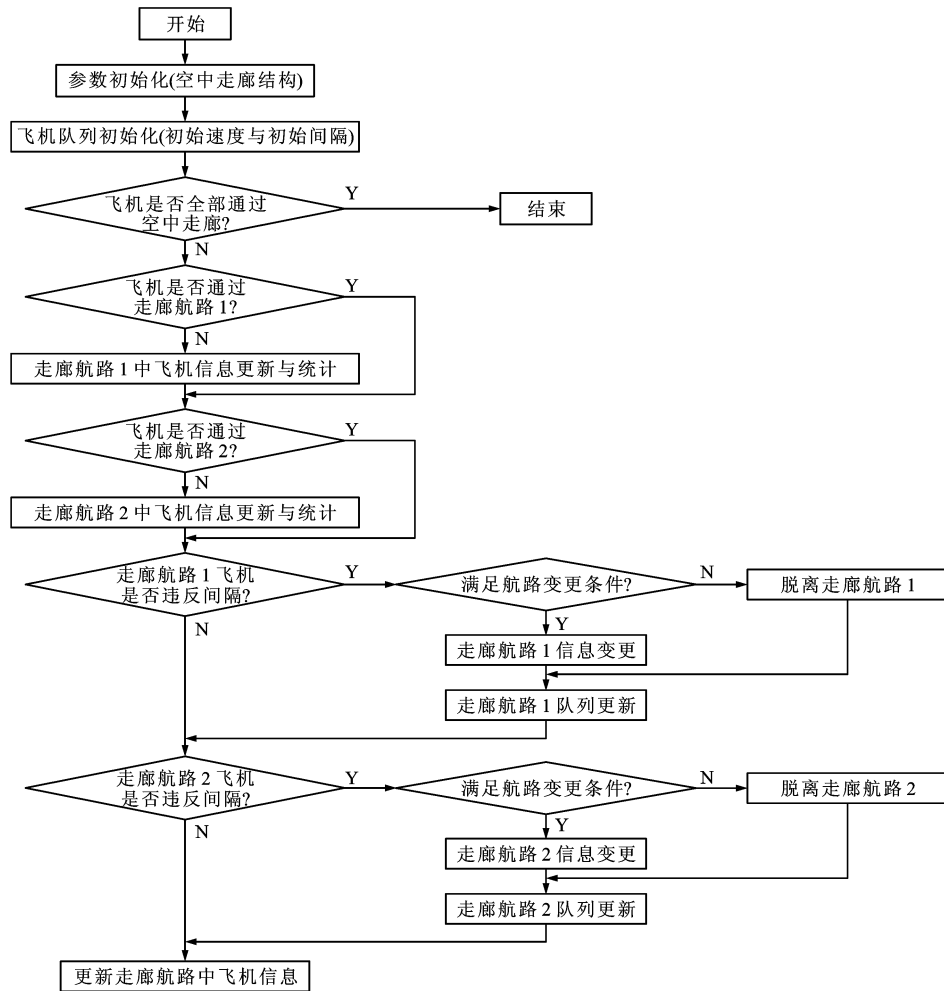 开始
参数初始化(空中走廊结构)
飞机队列初始化(初始速度与初始间隔)
飞机是否全部通过
空中走廊?
Y
结束
N
飞机是否通过
走廊航路1?
Y
N
走廊航路1中飞机信息更新与统计
飞机是否通过
走廊航路2?
Y
N
走廊航路2中飞机信息更新与统计
走廊航路1飞机
是否违反间隔?
Y
满足航路变更条件?
N
脱离走廊航路1
N
Y
走廊航路1信息变更
走廊航路1队列更新
走廊航路2飞机
是否违反间隔?
Y
满足航路变更条件?
N
脱离走廊航路2
N
Y
走廊航路2信息变更
走廊航路2队列更新
更新走廊航路中飞机信息